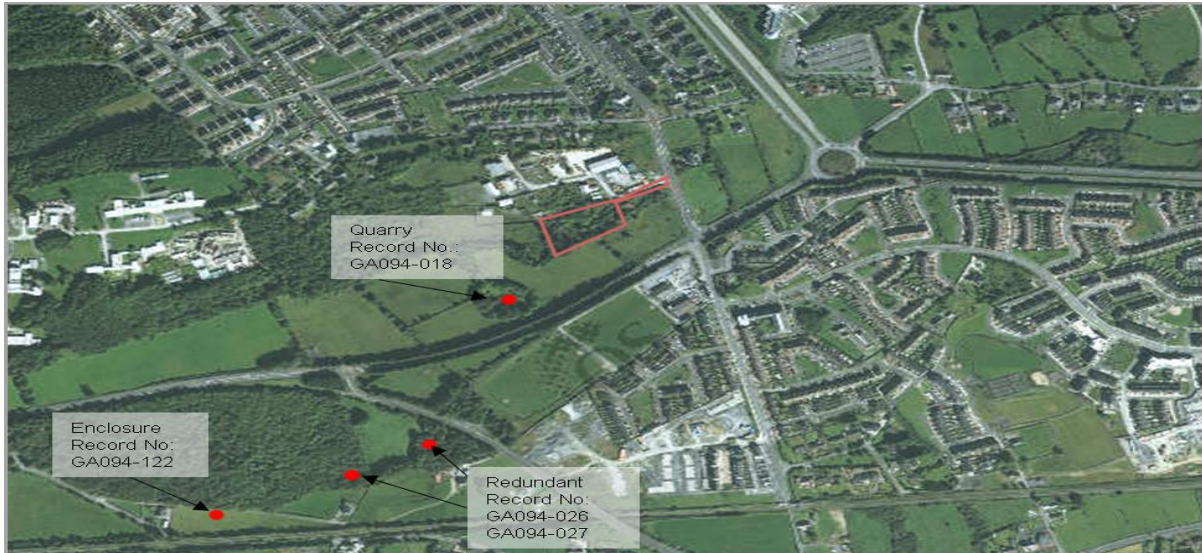 Quarry
Record No.:
GA094-018
Enclosure
Record No:
GA094-122
Redundant
Record No:
GA094-026
GA094-027